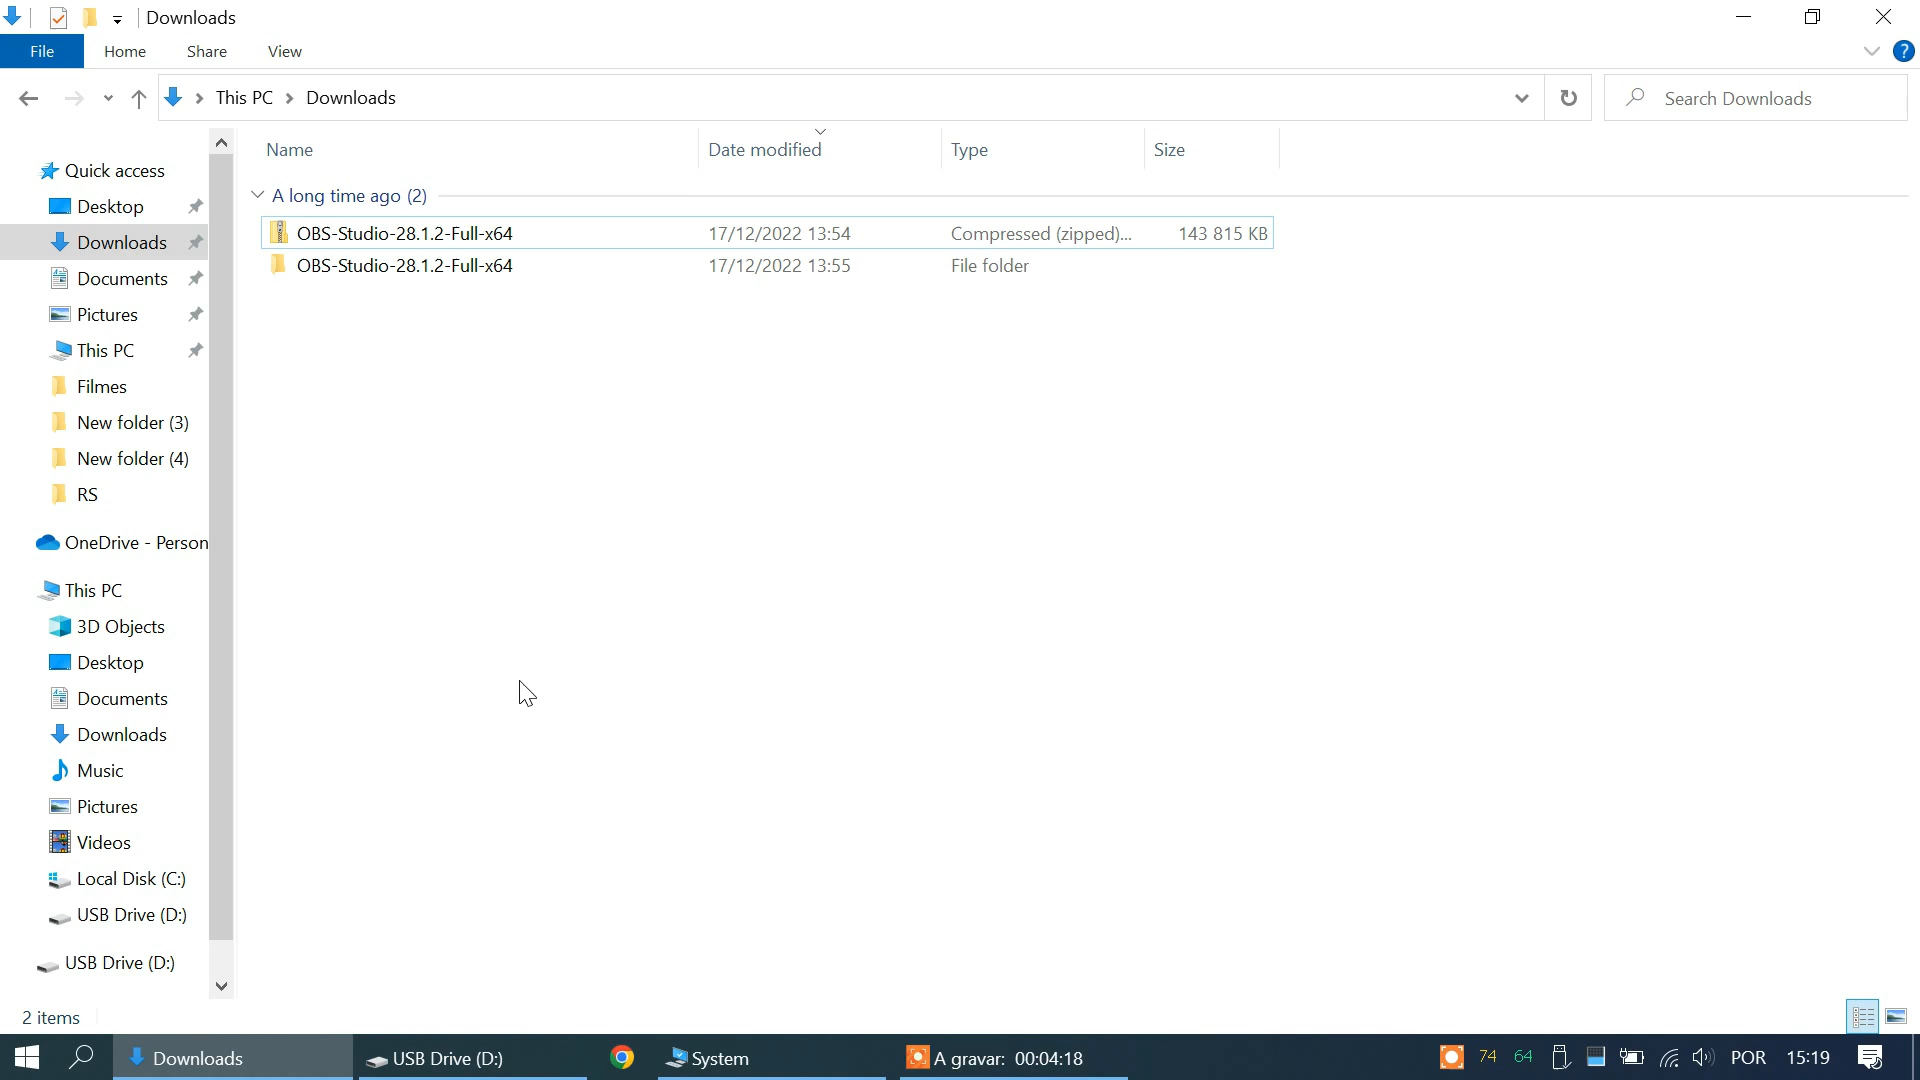 Downloads
File Home Share View
This PC Downloads
Search Downloads
Name Date modified Type Size
A long time ago (2)
OBS-Studio-28.1.2-Full-x64 17/12/2022 13:54 Compressed (zipped)... 143 815 KB
OBS-Studio-28.1.2-Full-x64 17/12/2022 13:55 File folder
Quick access
Desktop
Downloads
Documents
Pictures
This PC
Filmes
New folder (3)
New folder (4)
RS
OneDrive - Person
This PC
3D Objects
Desktop
Documents
Downloads
Music
Pictures
Videos
Local Disk (C:)
USB Drive (D:)
USB Drive (D:)
2 items
Downloads USB Drive (D:) System A gravar: 00:04:18 74 64 POR 15:19